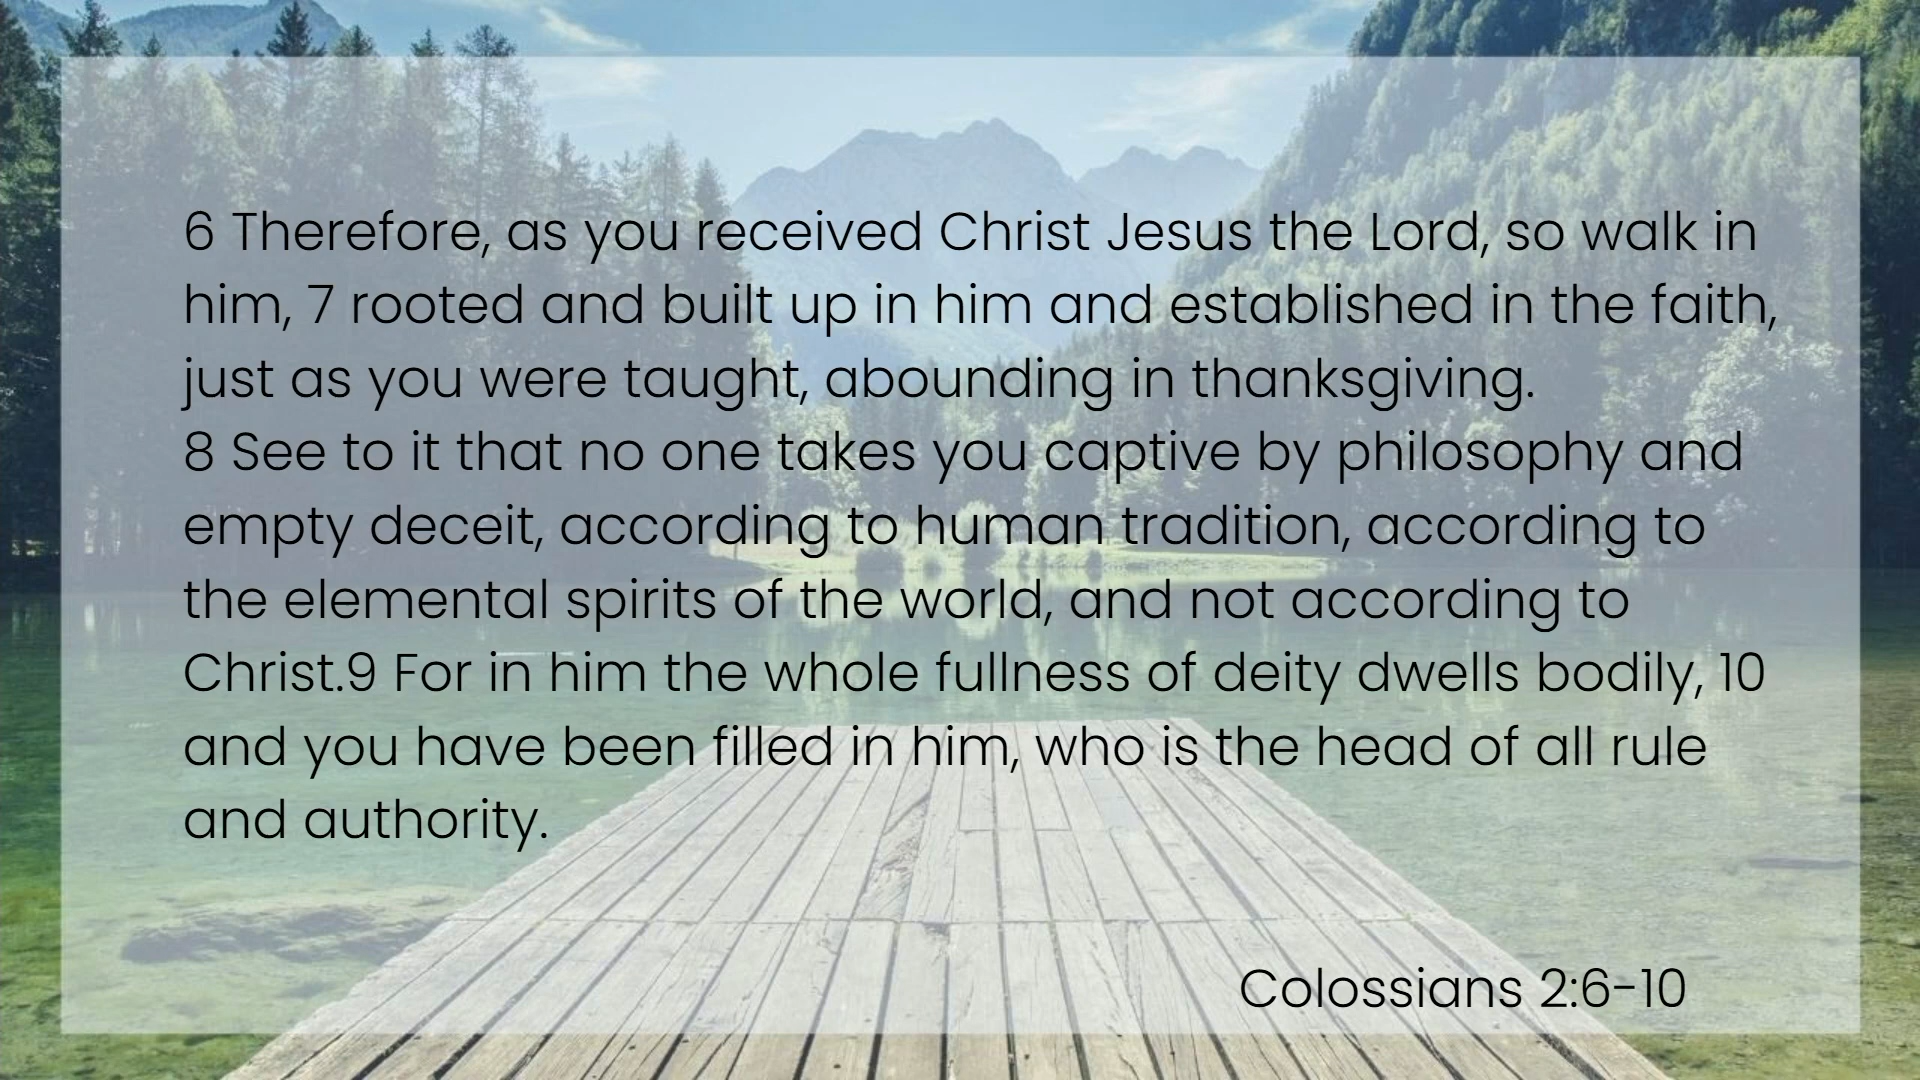 6 Therefore, as you received Christ Jesus the Lord, so walk in
him, 7 rooted and built up in him and established in the faith,
just as you were taught, abounding in thanksgiving.
8 See to it that no one takes you captive by philosophy and
empty deceit, according to human tradition, according to
the elemental spirits of the world, and not according to
Christ.9 For in him the whole fullness of deity dwells bodily, 10
and you have been filled in him, who is the head of all rule
and authority.
Colossians 2:6-10